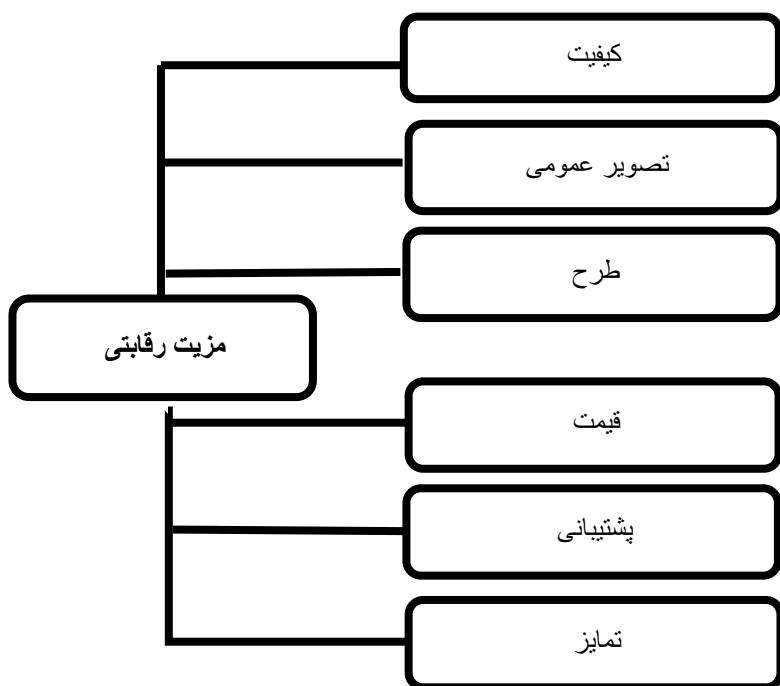 کیفیت
تصویر عمومی
طرح
مزیت رقابتی
قیمت
پشتیبانی
تمایز